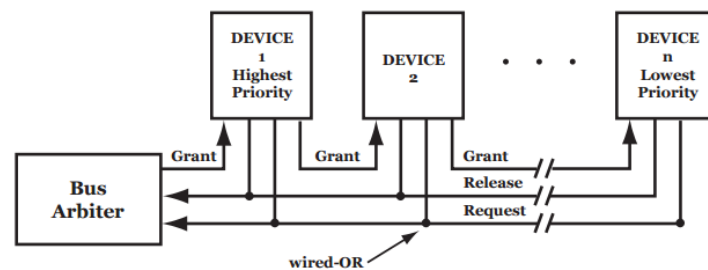 DEVICE
1
Highest
Priority
DEVICE
2
. . .
DEVICE
n
Lowest
Priority
Grant
Grant
Grant
Bus
Arbiter
Release
Request
wired-OR